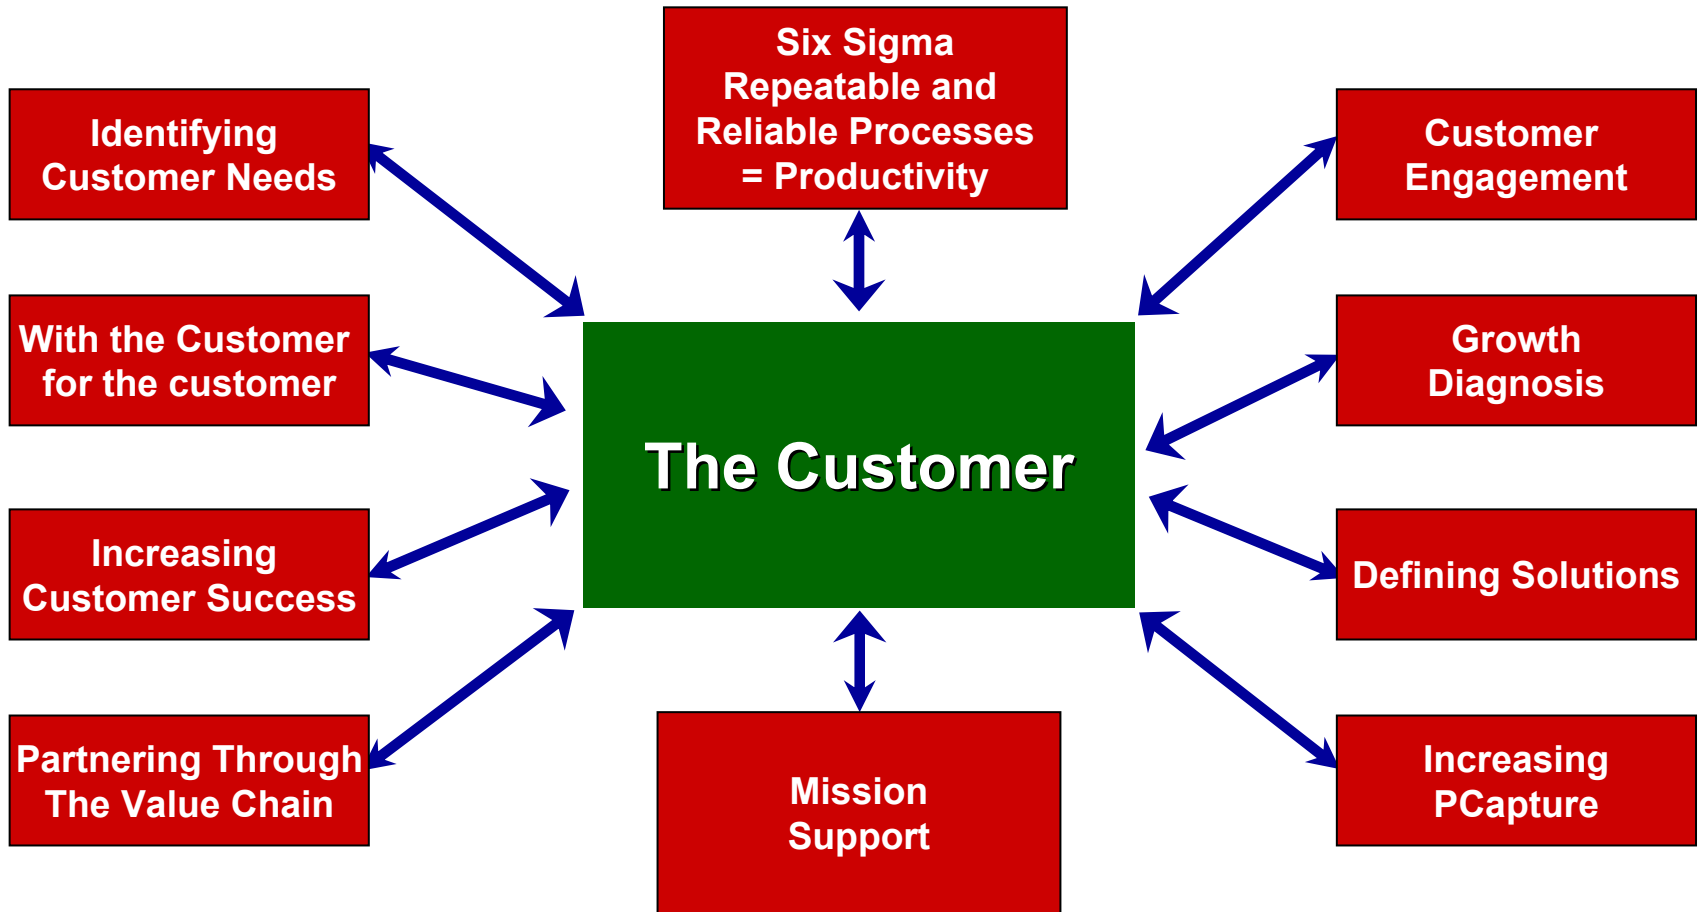 Six Sigma
Repeatable and
Reliable Processes
= Productivity
Identifying
Customer Needs
Customer
Engagement
With the Customer
for the customer
Growth
Diagnosis
The Customer
Increasing
Customer Success
Defining Solutions
Partnering Through
The Value Chain
Mission
Support
Increasing
PCapture